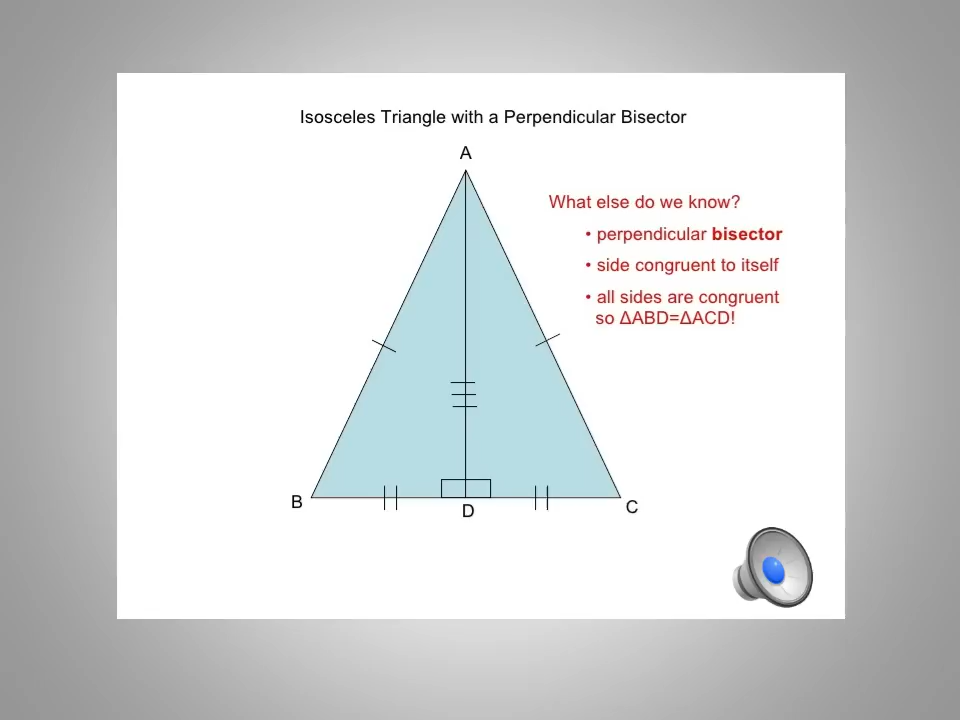 Isosceles Triangle with a Perpendicular Bisector
A
What else do we know?
• perpendicular bisector
• side congruent to itself
• all sides are congruent
so ΔABD=ΔACD!
B
D
C